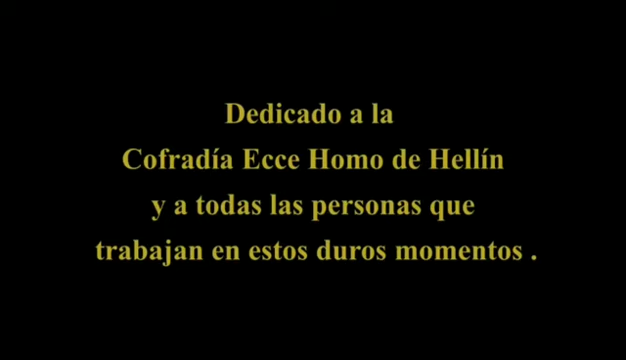 Dedicado a la
Cofradía Ecce Homo de Hellín
y a todas las personas que
trabajan en estos duros momentos .